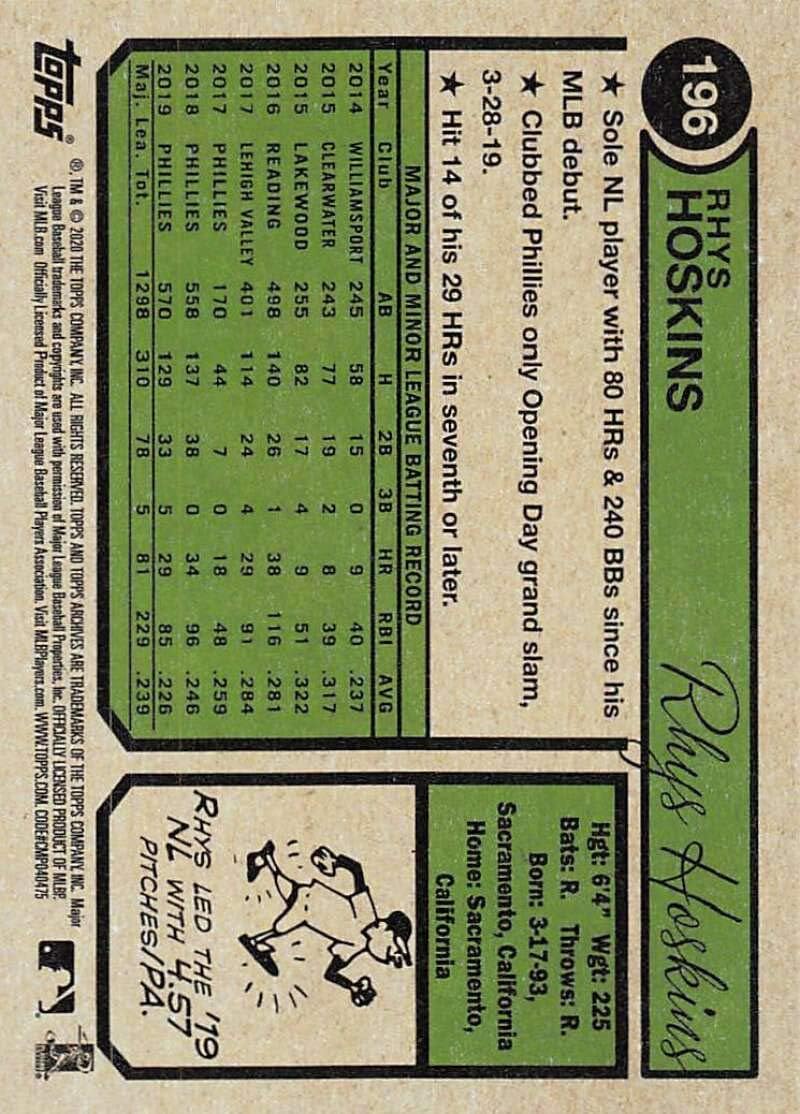 196
RHYS
HOSKINS
Rhys Hoskins
★ Sole NL player with 80 HRs & 240 BBs since his
MLB debut.
★ Clubbed Phillies only Opening Day grand slam,
3-28-19.
★ Hit 14 of his 29 HRs in seventh or later.
MAJOR AND MINOR LEAGUE BATTING RECORD
Year Club AB H 2B 3B HR RBI AVG
2014 WILLIAMSPORT 245 58 15 0 9 40 .237
2015 CLEARWATER 243 77 19 2 8 39 .317
2015 LAKEWOOD 255 82 17 4 9 51 .322
2016 READING 498 140 26 1 38 116 .281
2017 LEHIGH VALLEY 401 114 24 4 29 91 .284
2017 PHILLIES 170 44 7 0 18 48 .259
2018 PHILLIES 558 137 38 0 34 96 .246
2019 PHILLIES 570 129 33 5 29 85 .226
Maj. Lea. Tot. 1298 310 78 5 81 229 .239
Hgt: 6'4" Wgt: 225
Bats: R. Throws: R.
Born: 3-17-93,
Sacramento, California
Home: Sacramento,
California
RHYS LED THE '19
NL WITH 4.57
PITCHES/PA.
topps®
®, TM & © 2020 THE TOPPS COMPANY, INC. ALL RIGHTS RESERVED. TOPPS AND TOPPS ARCHIVES ARE TRADEMARKS OF THE TOPPS COMPANY, INC. Major
League Baseball trademarks and copyrights are used with permission of Major League Baseball Properties, Inc. OFFICIALLY LICENSED PRODUCT OF MLBP.
Visit MLB.com Officially Licensed Product of Major League Baseball Players Association. Visit MLBPlayers.com. WWW.TOPPS.COM. CODE#CMP040475